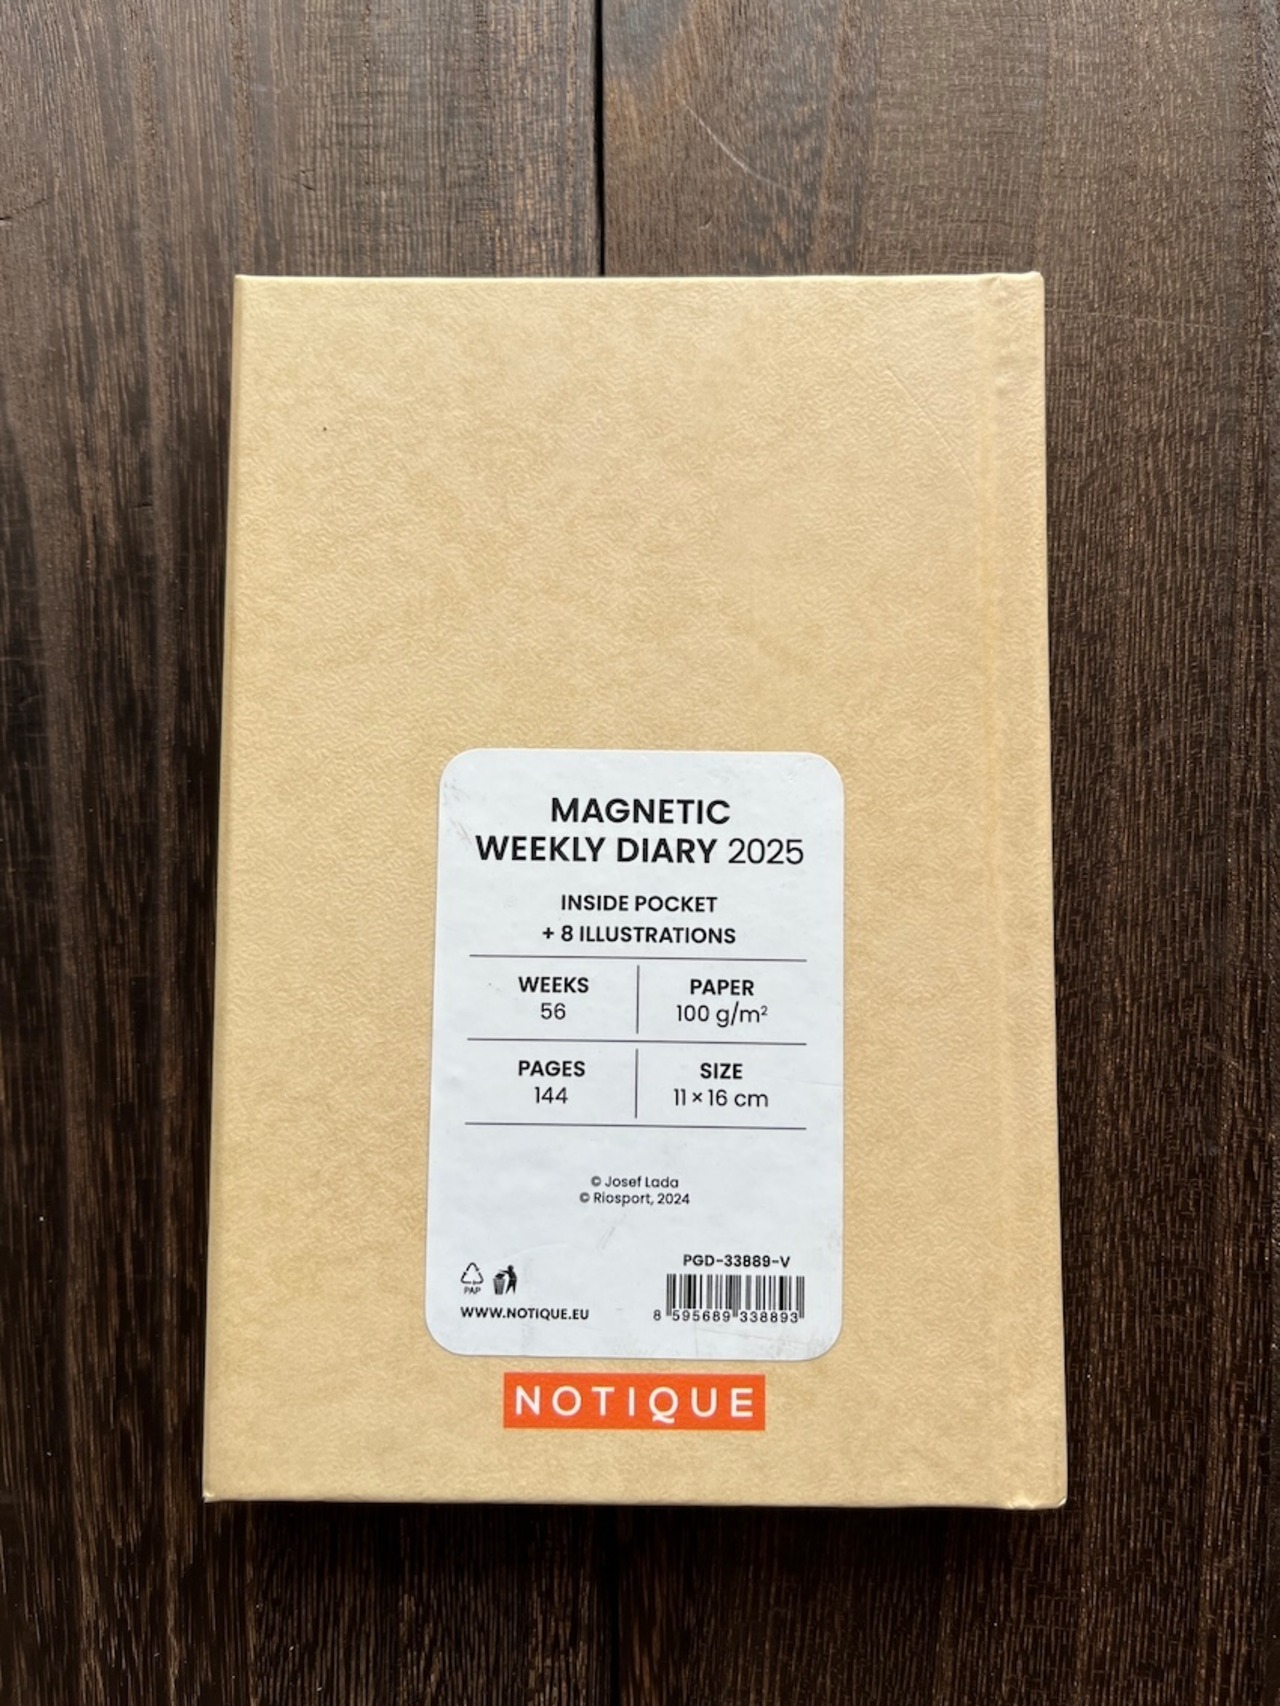 MAGNETIC
WEEKLY DIARY 2025
INSIDE POCKET
+ 8 ILLUSTRATIONS
WEEKS
56
PAPER
100 g/m²
PAGES
144
SIZE
11 × 16 cm
© Josef Lada
© Riosport, 2024
PAP
WWW.NOTIQUE.EU
PGD-33889-V
8 595689 338893
NOTIQUE